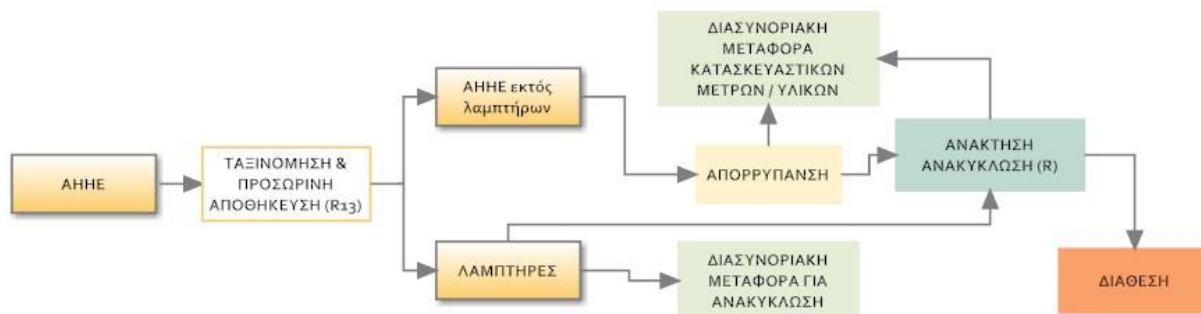 ΑΗΗΕ
ΤΑΞΙΝΟΜΗΣΗ &
ΠΡΟΣΩΡΙΝΗ
ΑΠΟΘΗΚΕΥΣΗ (R13)
ΑΗΗΕ εκτός
λαμπτήρων
ΛΑΜΠΤΗΡΕΣ
ΔΙΑΣΥΝΟΡΙΑΚΗ
ΜΕΤΑΦΟΡΑ
ΚΑΤΑΣΚΕΥΑΣΤΙΚΩΝ
ΜΕΤΡΩΝ / ΥΛΙΚΩΝ
ΑΠΟΡΡΥΠΑΝΣΗ
ΔΙΑΣΥΝΟΡΙΑΚΗ
ΜΕΤΑΦΟΡΑ ΓΙΑ
ΑΝΑΚΥΚΛΩΣΗ
ΑΝΑΚΤΗΣΗ
ΑΝΑΚΥΚΛΩΣΗ (R)
ΔΙΑΘΕΣΗ